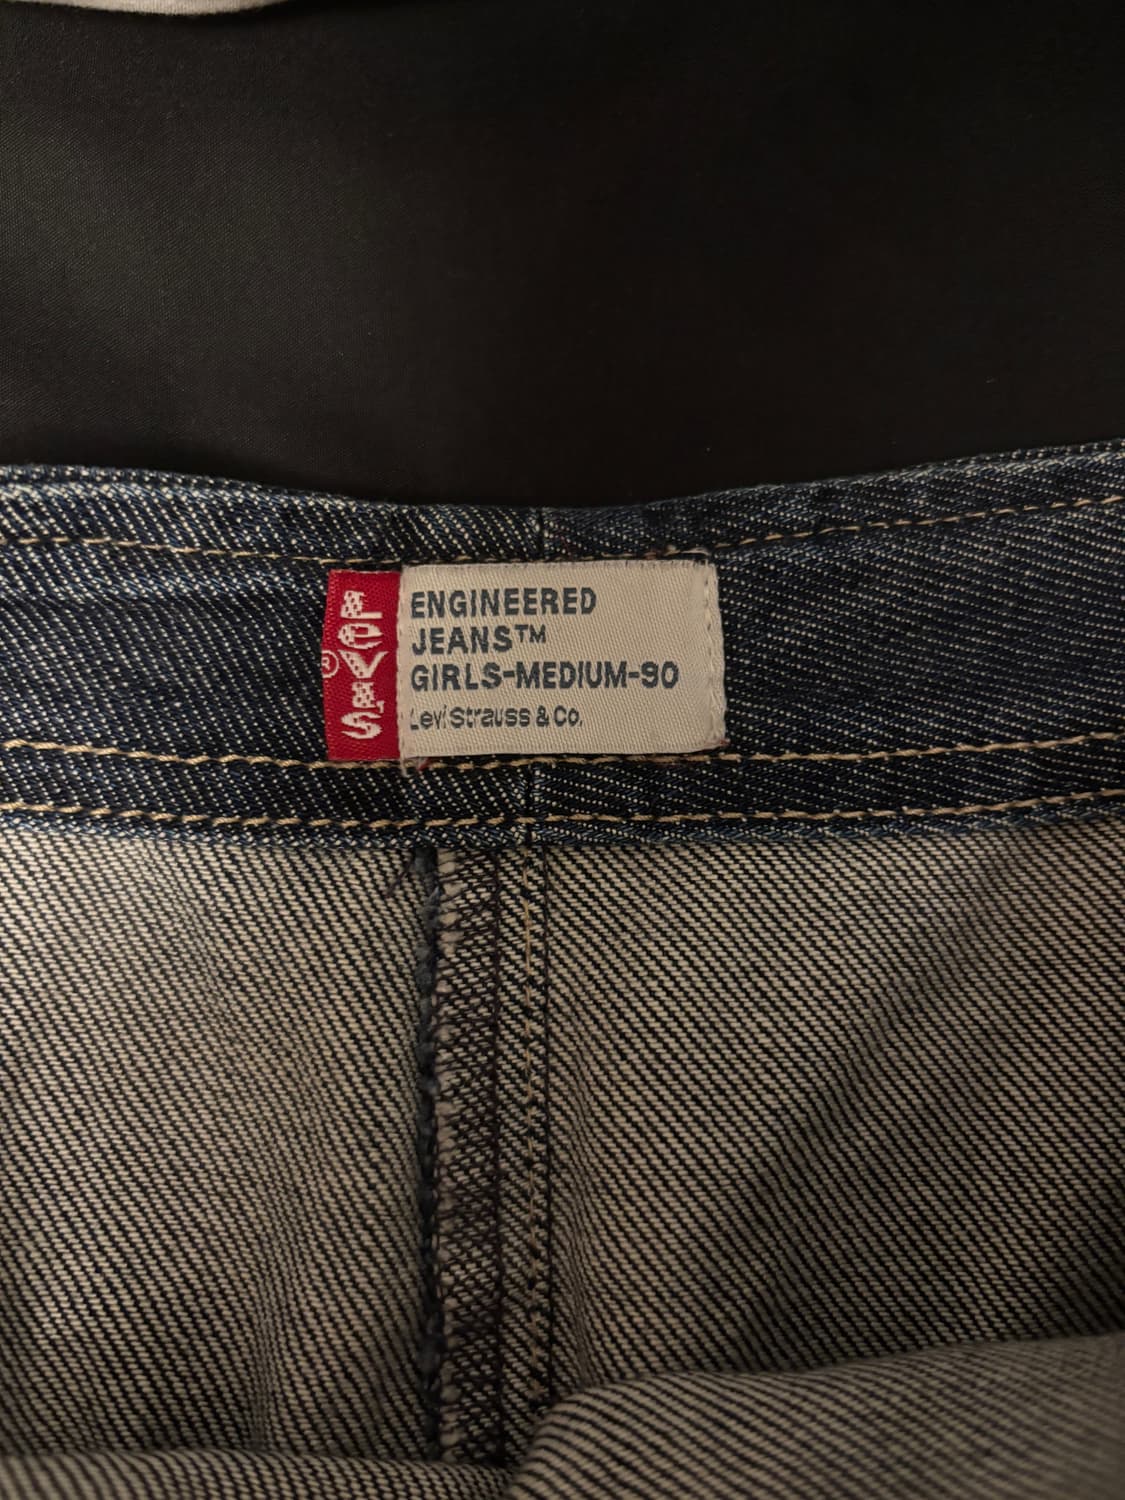 LEVI'S®
ENGINEERED
JEANS™
GIRLS-MEDIUM-90
Levi Strauss & Co.